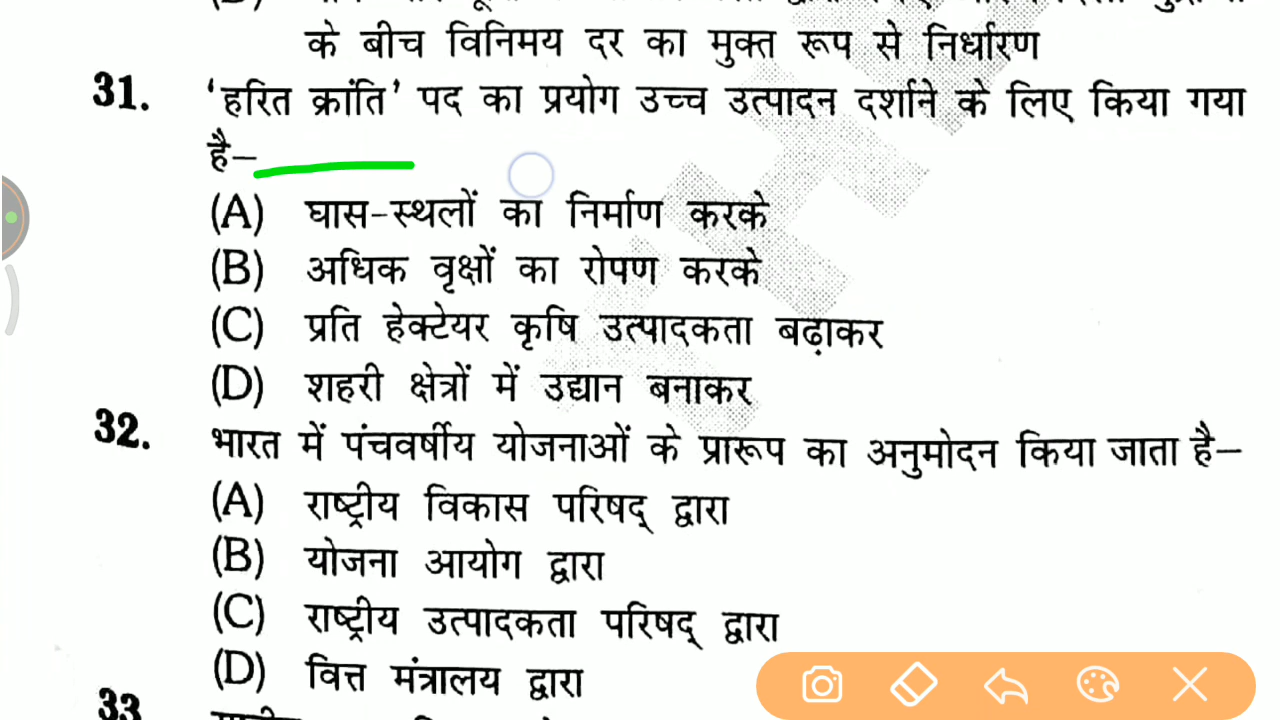 के बीच विनिमय दर का मुक्त रूप से निर्धारण
31. 'हरित क्रांति' पद का प्रयोग उच्च उत्पादन दर्शाने के लिए किया गया
है–
(A) घास-स्थलों का निर्माण करके
(B) अधिक वृक्षों का रोपण करके
(C) प्रति हेक्टेयर कृषि उत्पादकता बढ़ाकर
(D) शहरी क्षेत्रों में उद्यान बनाकर
32. भारत में पंचवर्षीय योजनाओं के प्रारूप का अनुमोदन किया जाता है–
(A) राष्ट्रीय विकास परिषद् द्वारा
(B) योजना आयोग द्वारा
(C) राष्ट्रीय उत्पादकता परिषद् द्वारा
(D) वित्त मंत्रालय द्वारा
33